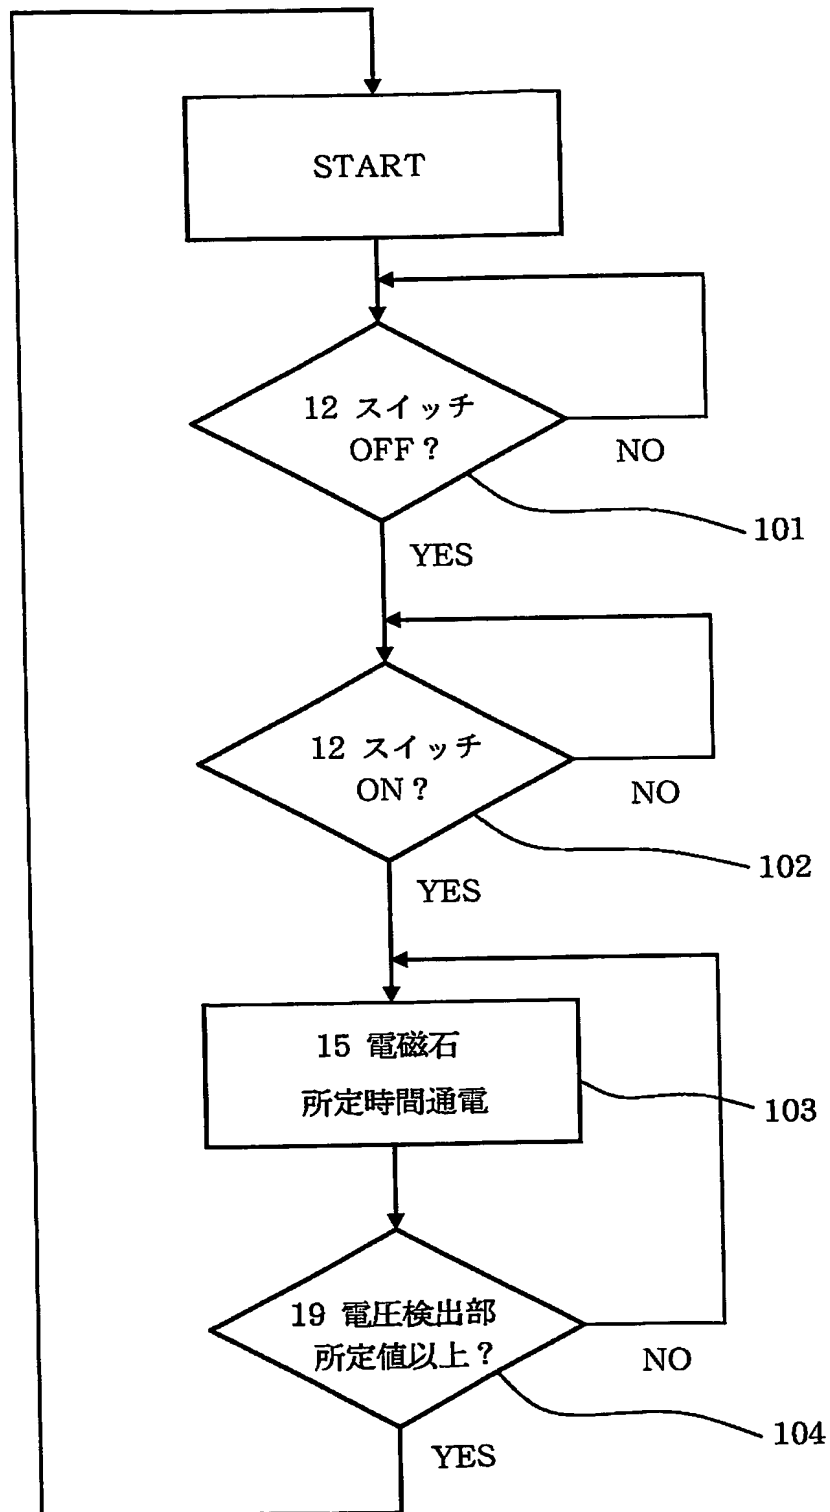 START
12 スイッチ
OFF?
NO
101
YES
12 スイッチ
ON?
NO
102
YES
15 電磁石
所定時間通電
103
19 電圧検出部
所定値以上?
NO
104
YES